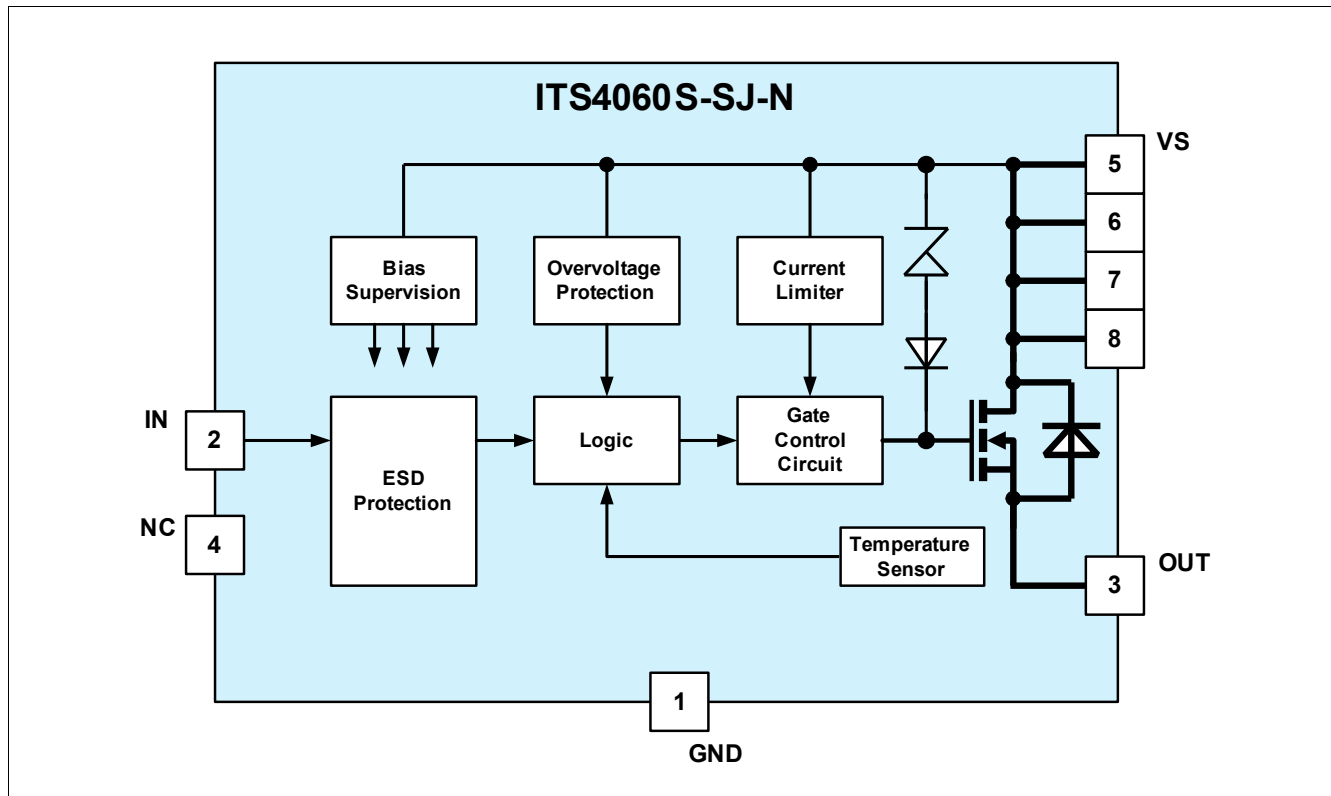 ITS4060S-SJ-N
VS
5
6
7
8
Bias
Supervision
Overvoltage
Protection
Current
Limiter
IN
2
ESD
Protection
Logic
Gate
Control
Circuit
NC
4
Temperature
Sensor
OUT
3
1
GND